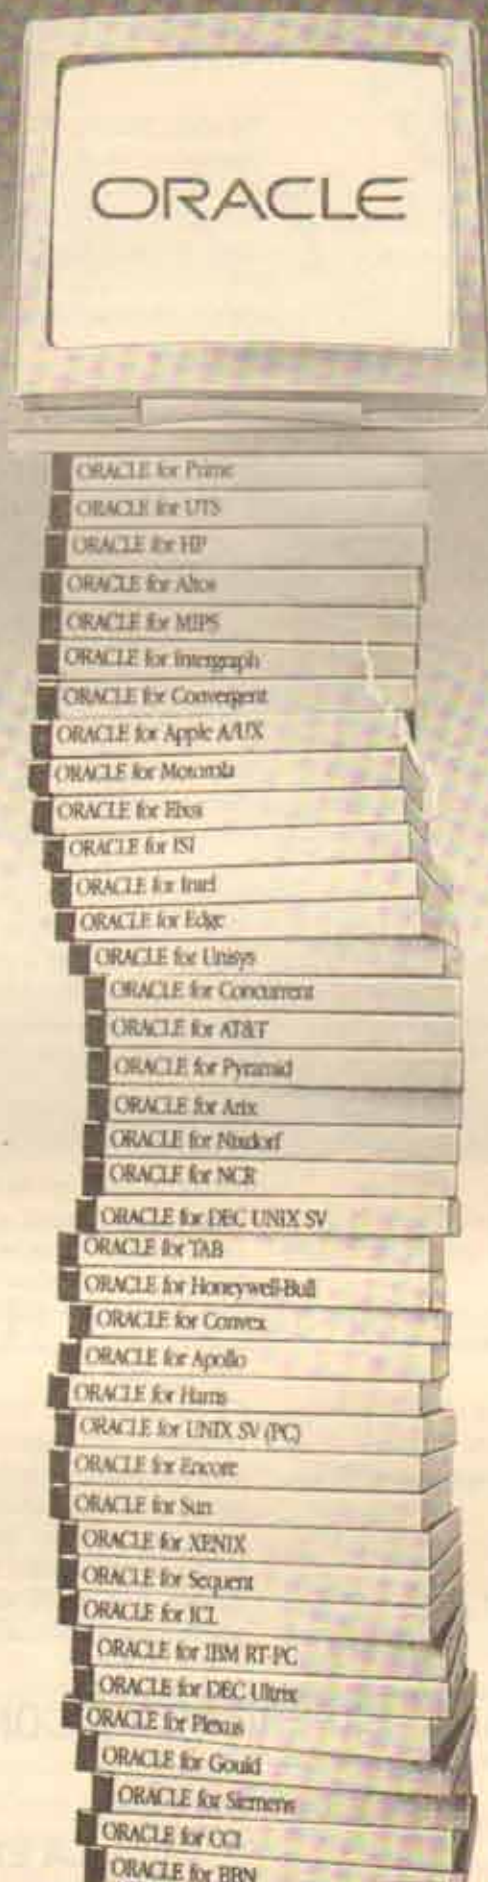 ORACLE
ORACLE for Prime
ORACLE for UTS
ORACLE for HP
ORACLE for Altos
ORACLE for MIPS
ORACLE for Intergraph
ORACLE for Convergent
ORACLE for Apple A/UX
ORACLE for Motorola
ORACLE for Elxsi
ORACLE for ISI
ORACLE for Intel
ORACLE for Edge
ORACLE for Unisys
ORACLE for Concurrent
ORACLE for AT&T
ORACLE for Pyramid
ORACLE for Arix
ORACLE for Nixdorf
ORACLE for NCR
ORACLE for DEC UNIX SV
ORACLE for TAB
ORACLE for Honeywell-Bull
ORACLE for Convex
ORACLE for Apollo
ORACLE for Harris
ORACLE for UNIX SV (PC)
ORACLE for Encore
ORACLE for Sun
ORACLE for XENIX
ORACLE for Sequent
ORACLE for ICL
ORACLE for IBM RT-PC
ORACLE for DEC Ultrix
ORACLE for Plexus
ORACLE for Gould
ORACLE for Siemens
ORACLE for CCI
ORACLE for BBN